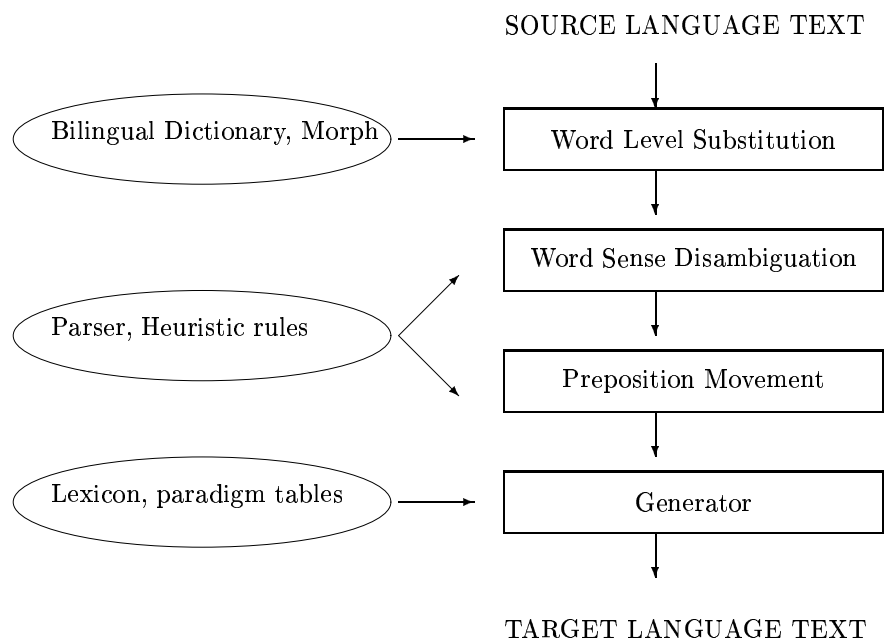 SOURCE LANGUAGE TEXT
Bilingual Dictionary, Morph
Word Level Substitution
Word Sense Disambiguation
Parser, Heuristic rules
Preposition Movement
Lexicon, paradigm tables
Generator
TARGET LANGUAGE TEXT